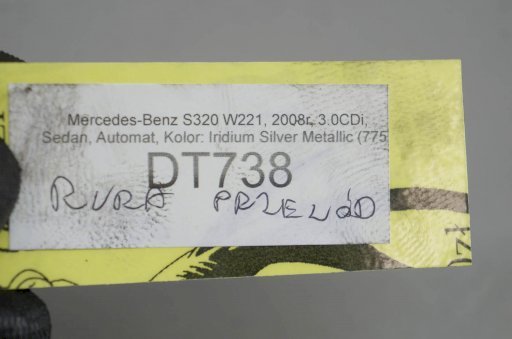 Mercedes-Benz S320 W221, 2008r, 3.0CDi,
Sedan, Automat, Kolor: Iridium Silver Metallic (775
DT738
RURA PRZEWÓD